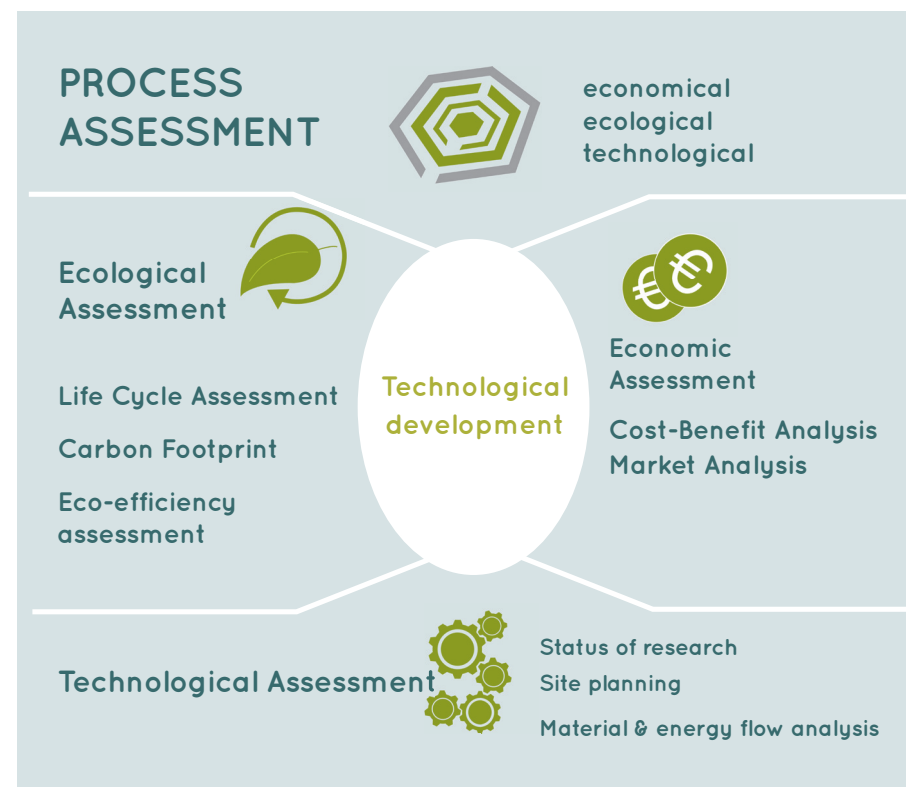 PROCESS
ASSESSMENT
economical
ecological
technological
Ecological
Assessment
Life Cycle Assessment
Carbon Footprint
Eco-efficiency
assessment
Technological
development
€
€
Economic
Assessment
Cost-Benefit Analysis
Market Analysis
Technological Assessment
Status of research
Site planning
Material & energy flow analysis